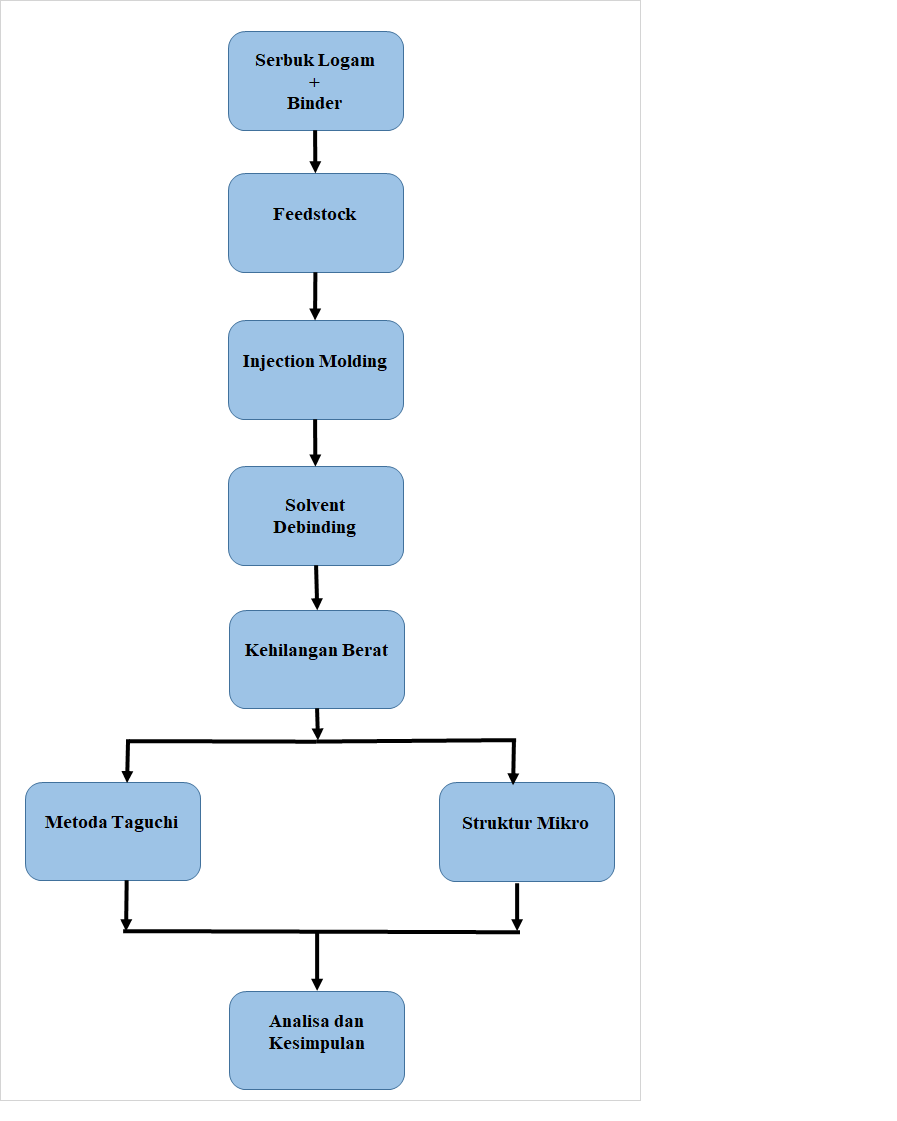 Serbuk Logam
+
Binder
Feedstock
Injection Molding
Solvent
Debinding
Kehilangan Berat
Metoda Taguchi
Struktur Mikro
Analisa dan
Kesimpulan